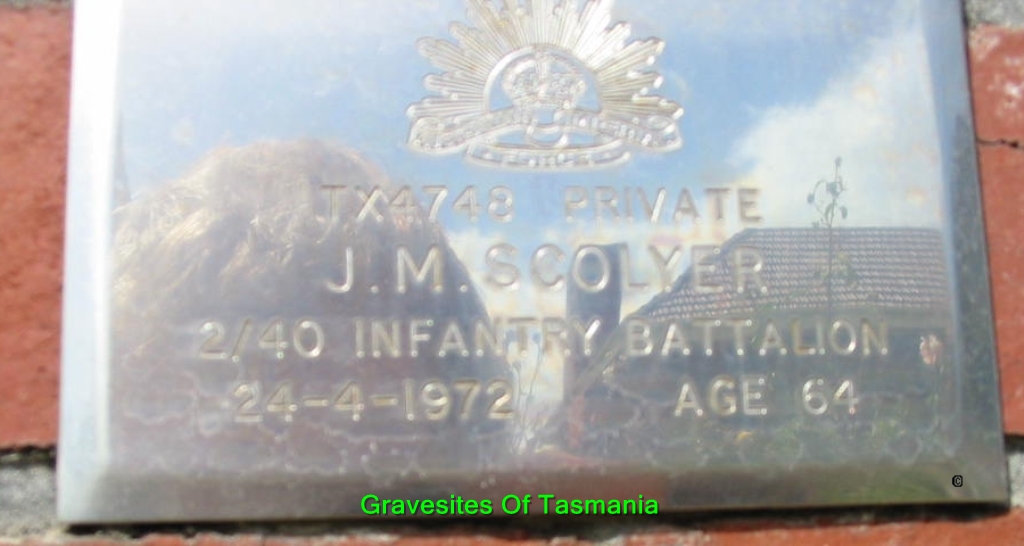 TX4748 PRIVATE
J.M. SCOLYER
2/40 INFANTRY BATTALION
24-4-1972 AGE 64
©
Gravesites Of Tasmania